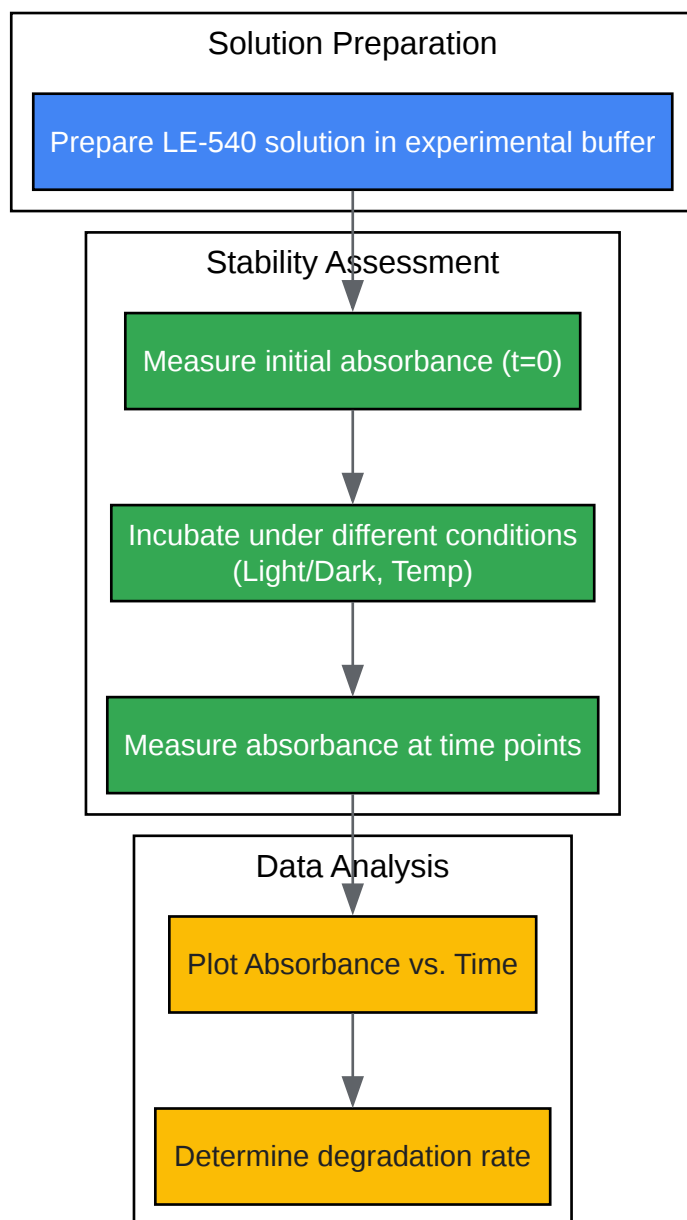 Solution Preparation
Prepare LE-540 solution in experimental buffer
Stability Assessment
Measure initial absorbance (t=0)
Incubate under different conditions
(Light/Dark, Temp)
Measure absorbance at time points
Data Analysis
Plot Absorbance vs. Time
Determine degradation rate